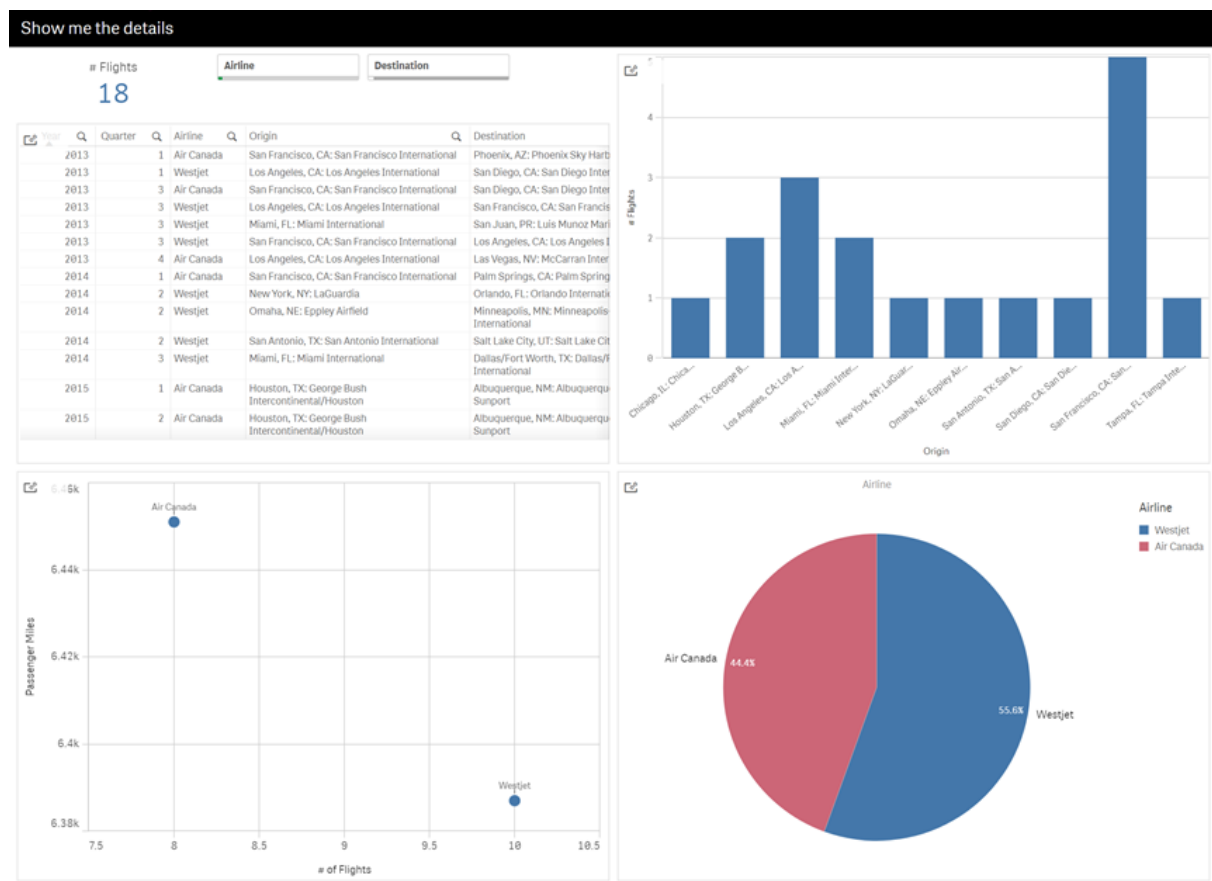 Show me the details
# Flights
18
Airline
Destination
Year Quarter Airline Origin Destination
2013 1 Air Canada San Francisco, CA: San Francisco International Phoenix, AZ: Phoenix Sky Harb
2013 1 Westjet Los Angeles, CA: Los Angeles International San Diego, CA: San Diego Inter
2013 3 Air Canada San Francisco, CA: San Francisco International San Diego, CA: San Diego Inter
2013 3 Westjet Los Angeles, CA: Los Angeles International San Francisco, CA: San Francis
2013 3 Westjet Miami, FL: Miami International San Juan, PR: Luis Munoz Mari
2013 3 Westjet San Francisco, CA: San Francisco International Los Angeles, CA: Los Angeles I
2013 4 Air Canada Los Angeles, CA: Los Angeles International Las Vegas, NV: McCarran Inter
2014 1 Air Canada San Francisco, CA: San Francisco International Palm Springs, CA: Palm Spring
2014 2 Westjet New York, NY: LaGuardia Orlando, FL: Orlando Internati
2014 2 Westjet Omaha, NE: Eppley Airfield Minneapolis, MN: Minneapolis-
International
2014 2 Westjet San Antonio, TX: San Antonio International Salt Lake City, UT: Salt Lake Cit
2014 3 Westjet Miami, FL: Miami International Dallas/Fort Worth, TX: Dallas/F
International
2015 1 Air Canada Houston, TX: George Bush Albuquerque, NM: Albuquerqu
Intercontinental/Houston Sunport
2015 2 Air Canada Houston, TX: George Bush Albuquerque, NM: Albuquerqu
Intercontinental/Houston Sunport
# Flights
5
4
3
2
1
0
Chicago, IL: Chica...
Houston, TX: George B...
Los Angeles, CA: Los A...
Miami, FL: Miami Inter...
New York, NY: LaGuar...
Omaha, NE: Eppley Air...
San Antonio, TX: San A...
San Diego, CA: San Die...
San Francisco, CA: San...
Tampa, FL: Tampa Inte...
Origin
Passenger Miles
6.46k
6.44k
6.42k
6.4k
6.38k
Air Canada
Westjet
7.5 8 8.5 9 9.5 10 10.5
# of Flights
Airline
Airline
Westjet
Air Canada
Air Canada
44.4%
55.6%
Westjet